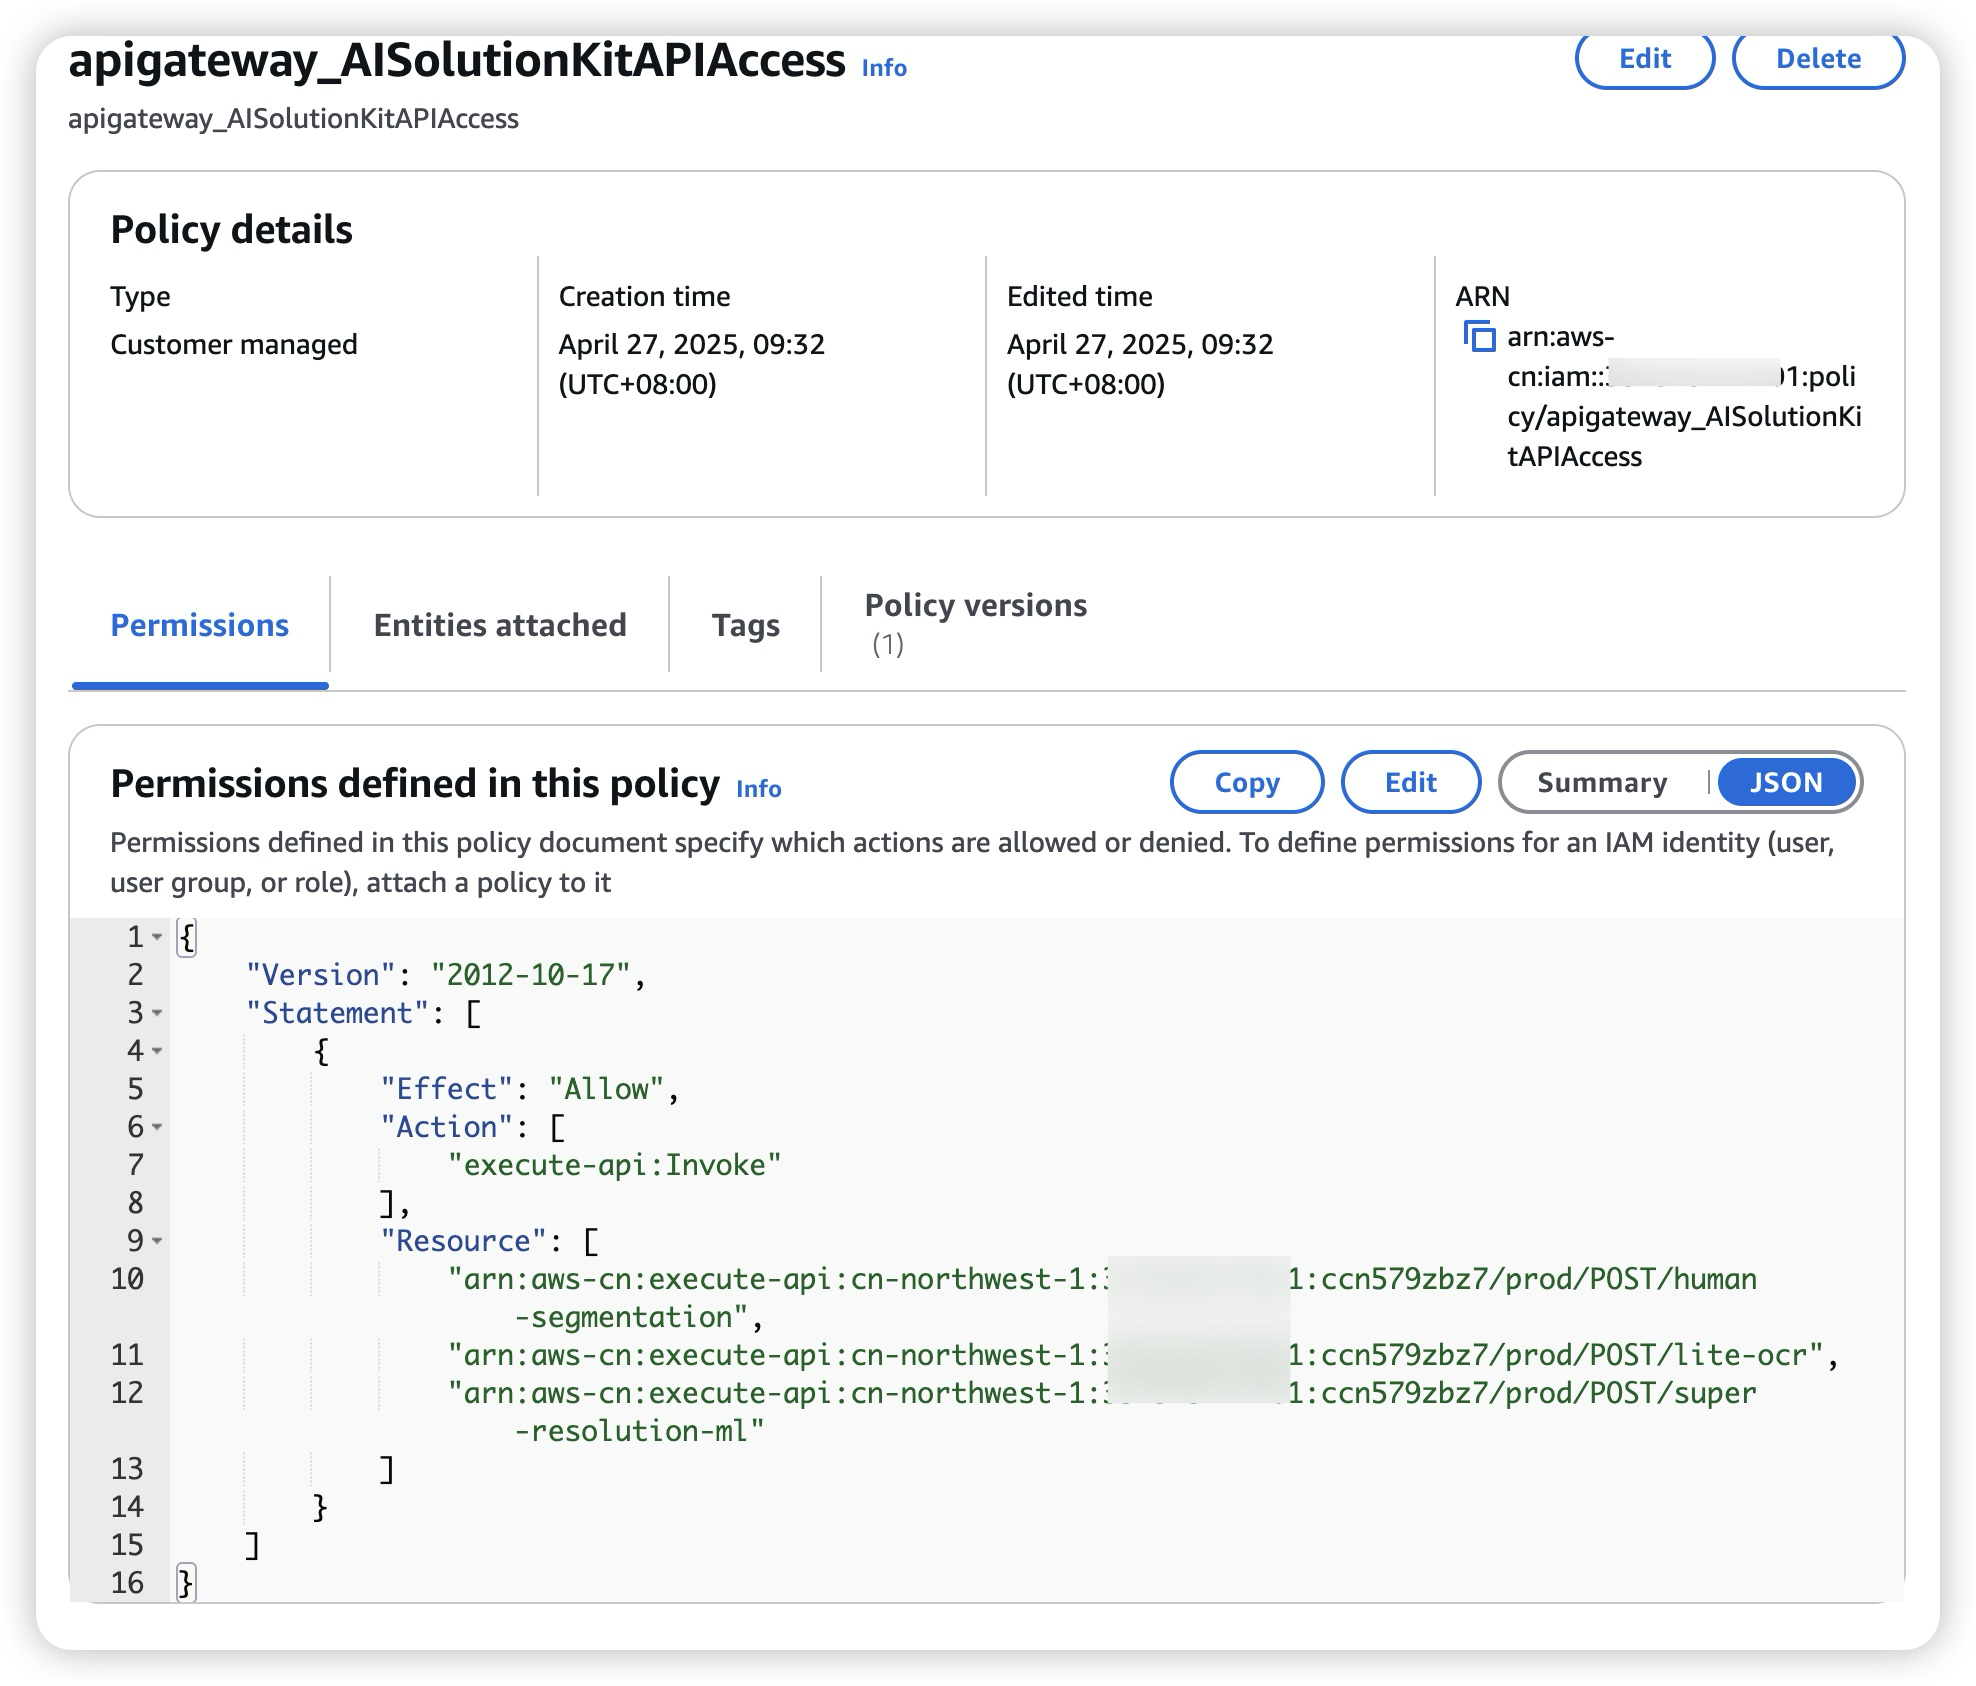 apigateway_AISolutionKitAPIAccess Info
Edit
Delete
apigateway_AISolutionKitAPIAccess
Policy details
Type
Customer managed
Creation time
April 27, 2025, 09:32
(UTC+08:00)
Edited time
April 27, 2025, 09:32
(UTC+08:00)
ARN
arn:aws-
cn:iam:: 1:poli
cy/apigateway_AISolutionKi
tAPIAccess
Permissions
Entities attached
Tags
Policy versions
(1)
Permissions defined in this policy Info
Copy
Edit
Summary
JSON
Permissions defined in this policy document specify which actions are allowed or denied. To define permissions for an IAM identity (user,
user group, or role), attach a policy to it
1 {
2 "Version": "2012-10-17",
3 "Statement": [
4 {
5 "Effect": "Allow",
6 "Action": [
7 "execute-api:Invoke"
8 ],
9 "Resource": [
10 "arn:aws-cn:execute-api:cn-northwest-1: 1:ccn579zbz7/prod/POST/human
-segmentation",
11 "arn:aws-cn:execute-api:cn-northwest-1: 1:ccn579zbz7/prod/POST/lite-ocr",
12 "arn:aws-cn:execute-api:cn-northwest-1: 1:ccn579zbz7/prod/POST/super
-resolution-ml"
13 ]
14 }
15 ]
16 }